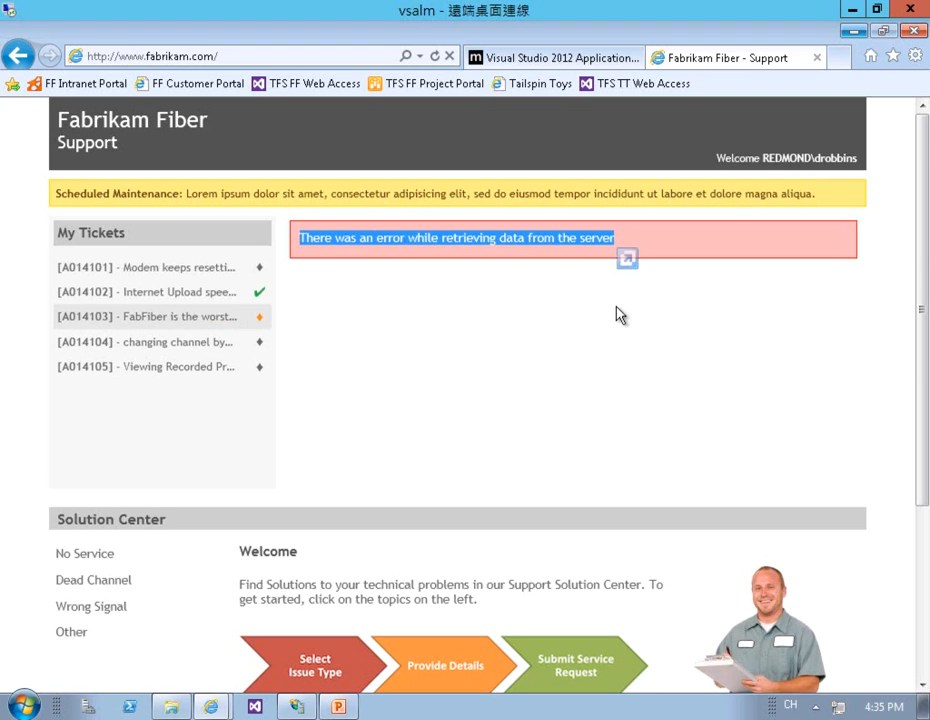 vsalm - 遠端桌面連線
http://www.fabrikam.com/
Visual Studio 2012 Application...
Fabrikam Fiber - Support
FF Intranet Portal
FF Customer Portal
TFS FF Web Access
TFS FF Project Portal
Tailspin Toys
TFS TT Web Access
Fabrikam Fiber
Support
Welcome REDMOND\drobbins
Scheduled Maintenance: Lorem ipsum dolor sit amet, consectetur adipisicing elit, sed do eiusmod tempor incididunt ut labore et dolore magna aliqua.
My Tickets
[A014101] - Modem keeps resetti...
[A014102] - Internet Upload spee...
[A014103] - FabFiber is the worst...
[A014104] - changing channel by...
[A014105] - Viewing Recorded Pr...
There was an error while retrieving data from the server
Solution Center
No Service
Dead Channel
Wrong Signal
Other
Welcome
Find Solutions to your technical problems in our Support Solution Center. To
get started, click on the topics on the left.
Select
Issue Type
Provide Details
Submit Service
Request
CH
4:35 PM